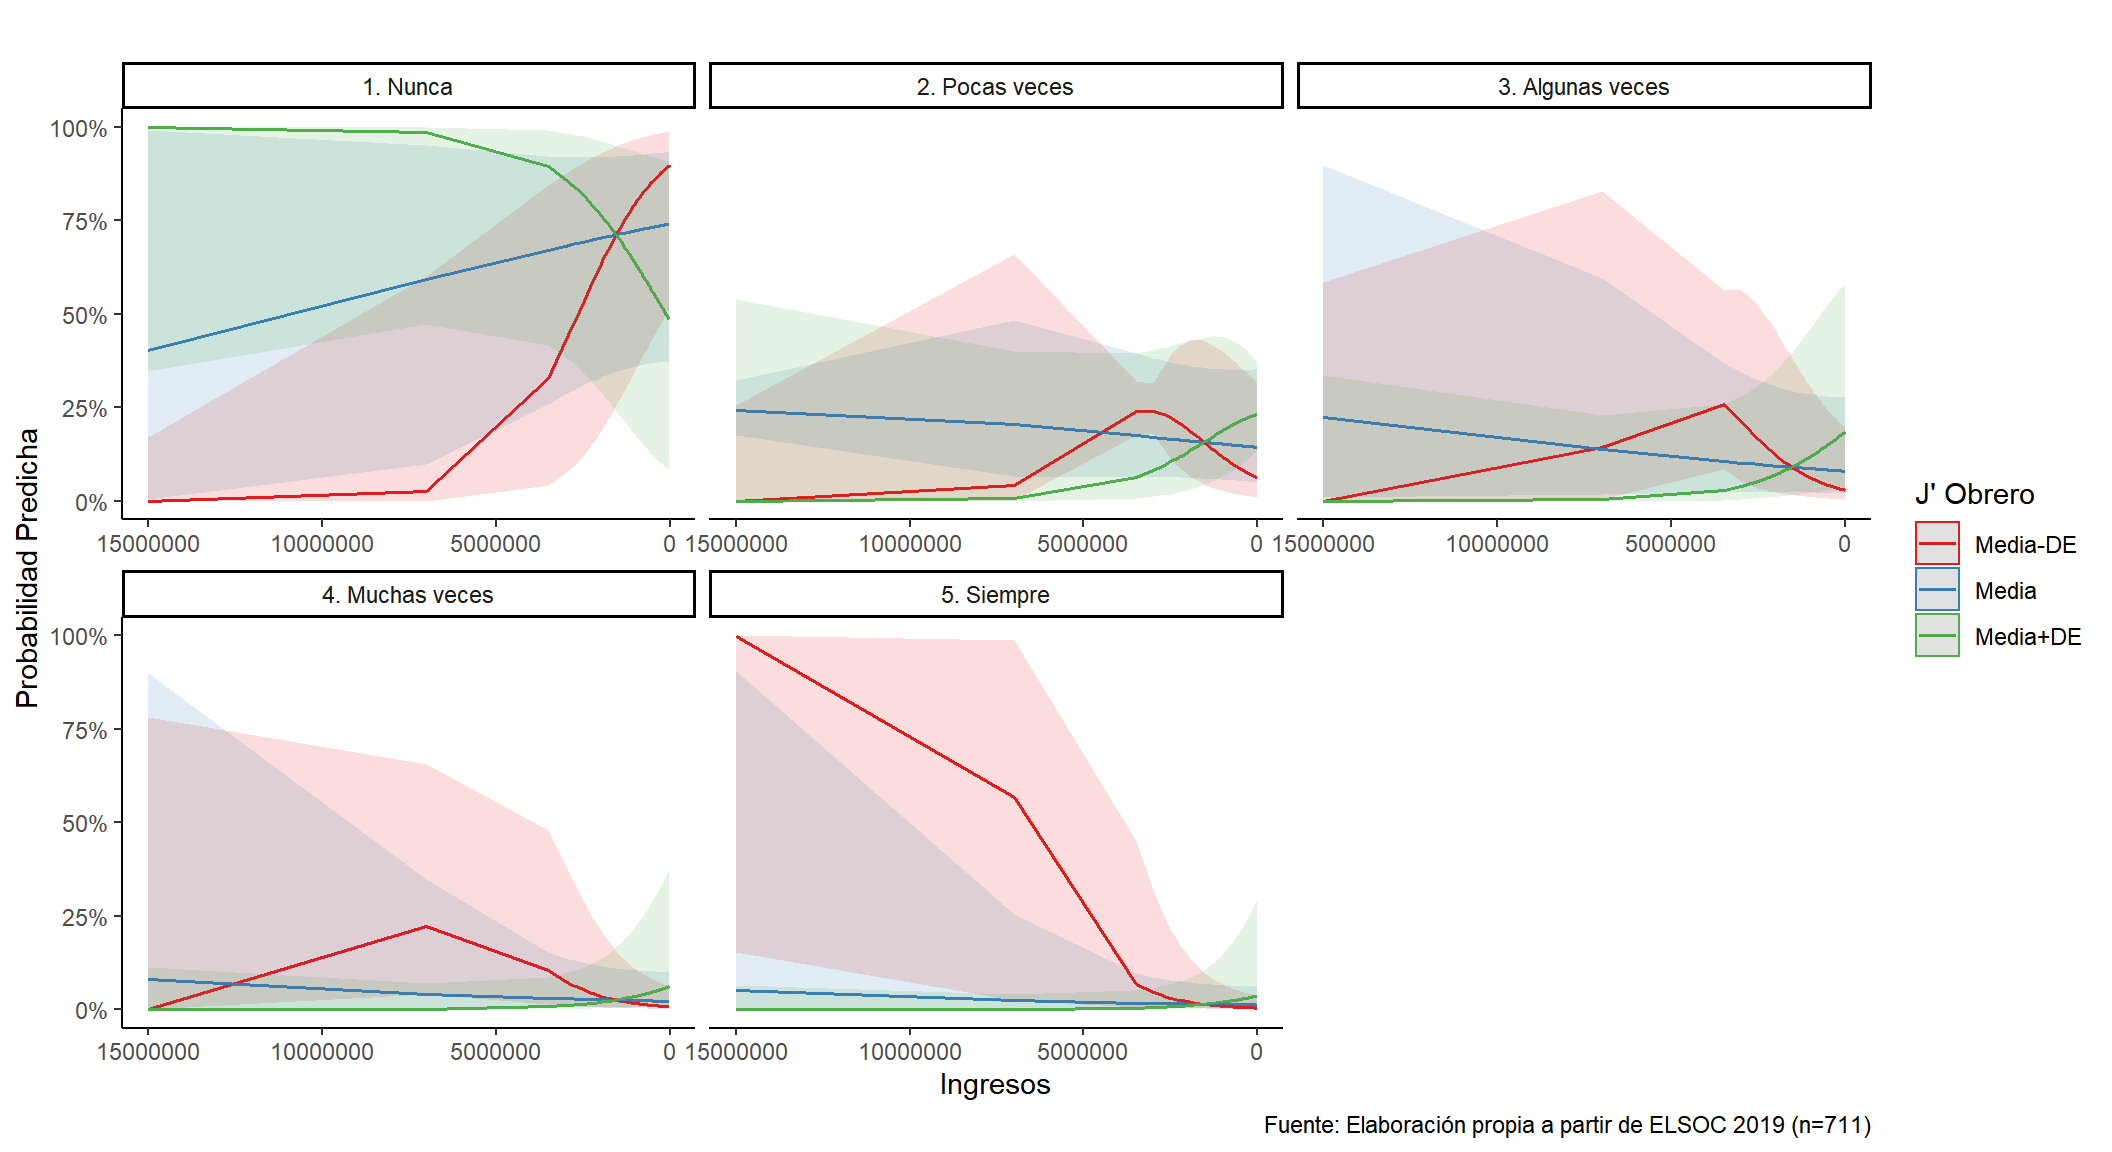 1. Nunca
2. Pocas veces
3. Algunas veces
100%
75%
50%
25%
0%
15000000 10000000 5000000 0
15000000 10000000 5000000 0
15000000 10000000 5000000 0
4. Muchas veces
5. Siempre
100%
75%
50%
25%
0%
15000000 10000000 5000000 0
15000000 10000000 5000000 0
Probabilidad Predicha
Ingresos
J' Obrero
Media-DE
Media
Media+DE
Fuente: Elaboración propia a partir de ELSOC 2019 (n=711)